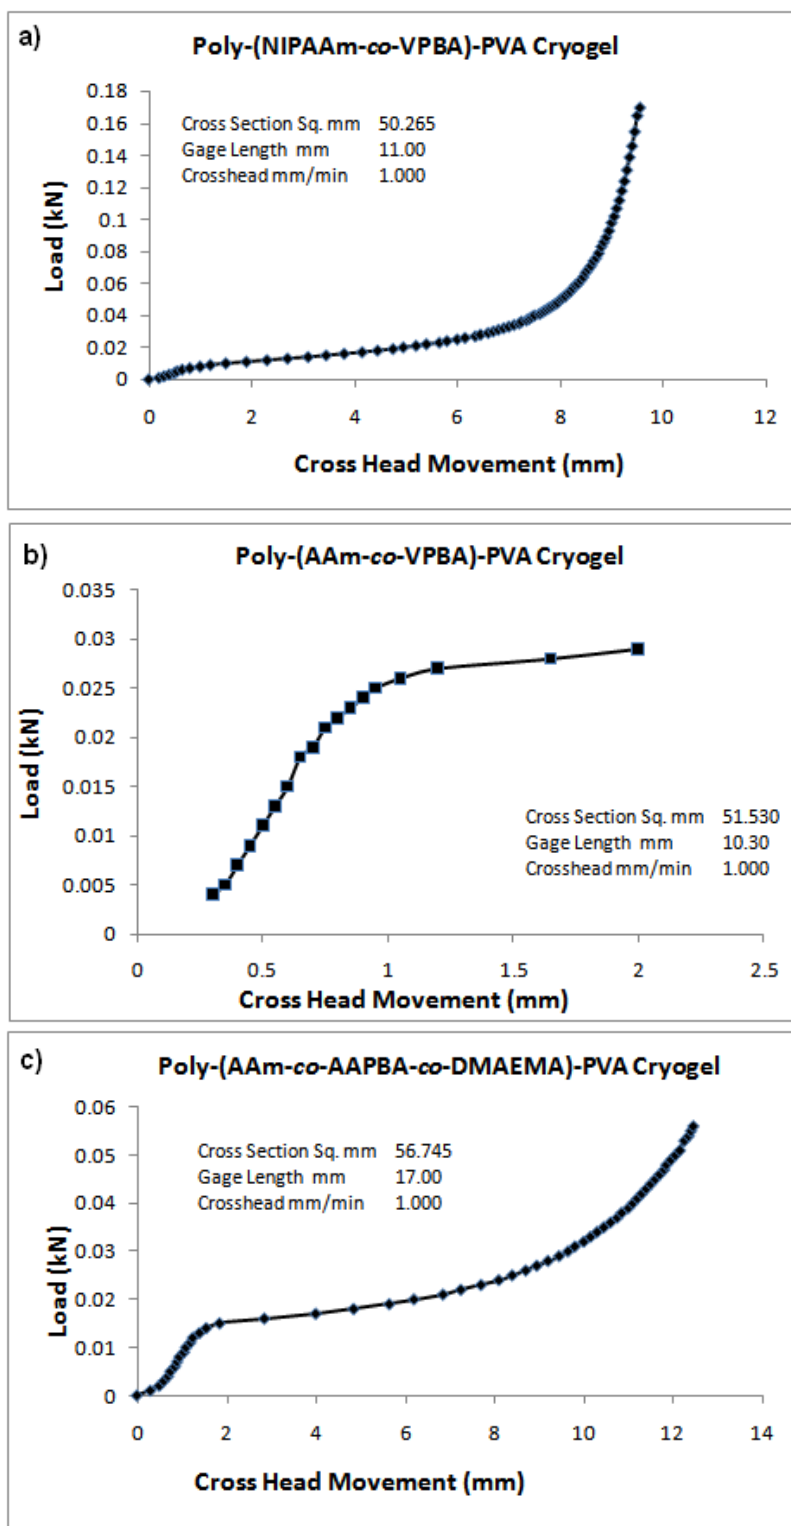 a)
Poly-(NIPAAm-co-VPBA)-PVA Cryogel
Cross Section Sq. mm 50.265
Gage Length mm 11.00
Crosshead mm/min 1.000
Load (kN)
0.18
0.16
0.14
0.12
0.1
0.08
0.06
0.04
0.02
0
0 2 4 6 8 10 12
Cross Head Movement (mm)
b)
Poly-(AAm-co-VPBA)-PVA Cryogel
Load (kN)
0.035
0.03
0.025
0.02
0.015
0.01
0.005
0
Cross Section Sq. mm 51.530
Gage Length mm 10.30
Crosshead mm/min 1.000
0 0.5 1 1.5 2 2.5
Cross Head Movement (mm)
c)
Poly-(AAm-co-AAPBA-co-DMAEMA)-PVA Cryogel
Cross Section Sq. mm 56.745
Gage Length mm 17.00
Crosshead mm/min 1.000
Load (kN)
0.06
0.05
0.04
0.03
0.02
0.01
0
0 2 4 6 8 10 12 14
Cross Head Movement (mm)